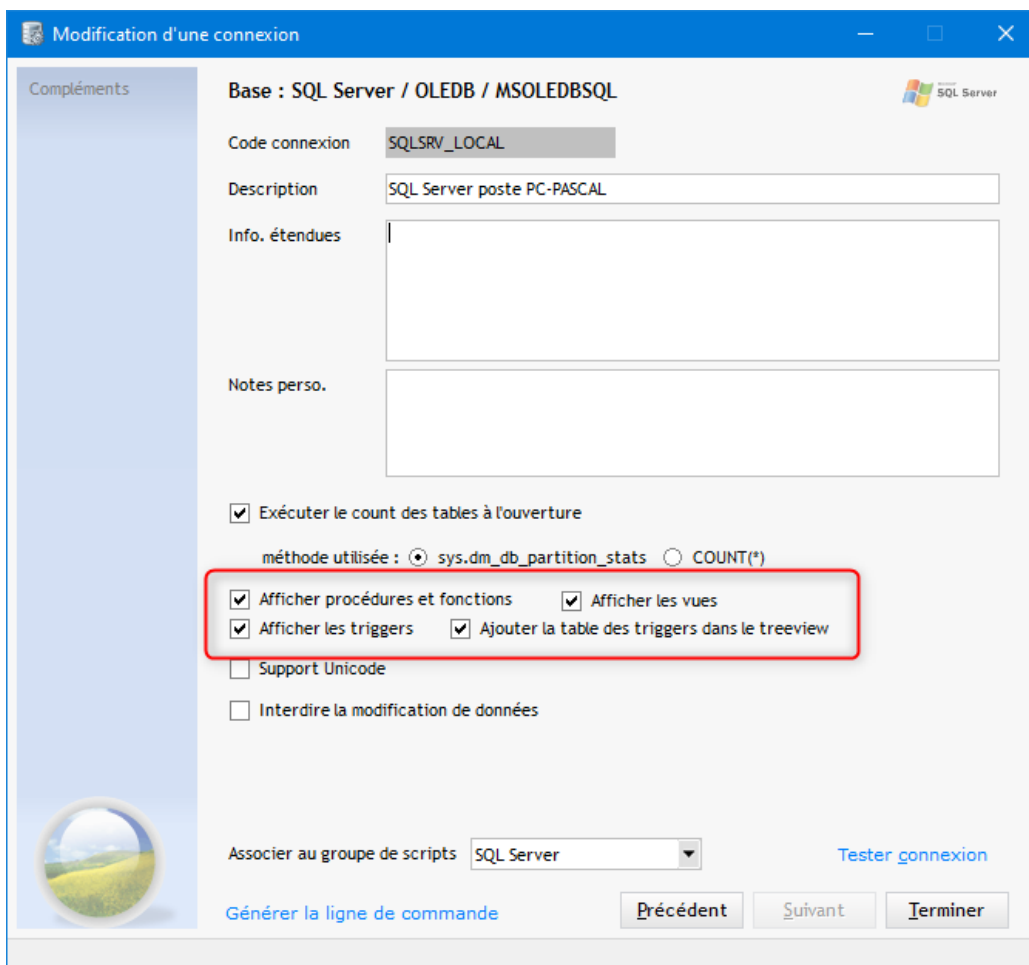 Modification d'une connexion
Compléments
Base : SQL Server / OLEDB / MSOLEDBSQL
SQL Server
Code connexion SQLSRV_LOCAL
Description SQL Server poste PC-PASCAL
Info. étendues
Notes perso.
Exécuter le count des tables à l'ouverture
méthode utilisée : sys.dm_db_partition_stats COUNT(*)
Afficher procédures et fonctions Afficher les vues
Afficher les triggers Ajouter la table des triggers dans le treeview
Support Unicode
Interdire la modification de données
Associer au groupe de scripts SQL Server Tester connexion
Générer la ligne de commande Précédent Suivant Terminer